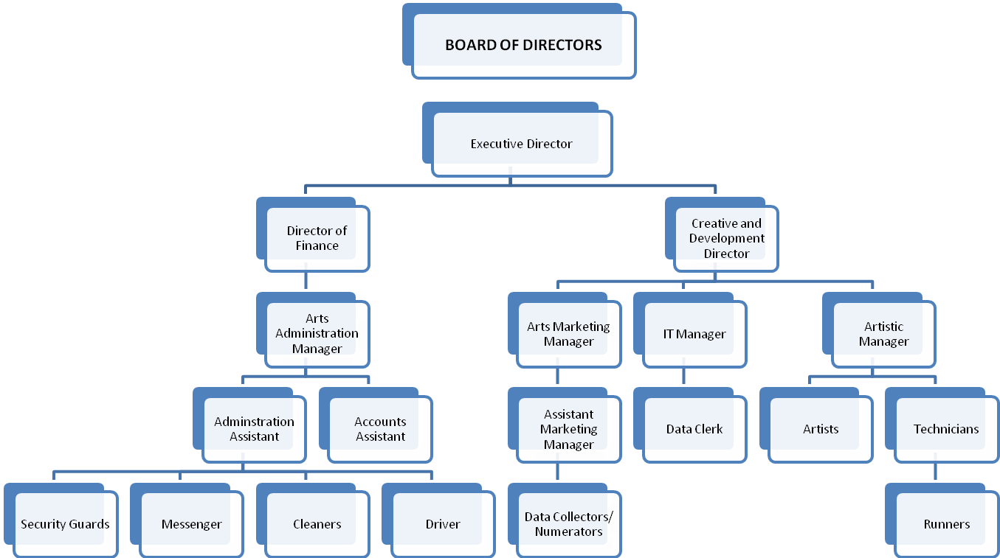 BOARD OF DIRECTORS
Executive Director
Director of
Finance
Creative and
Development
Director
Arts
Administration
Manager
Arts Marketing
Manager
IT Manager
Artistic
Manager
Adminstration
Assistant
Accounts
Assistant
Assistant
Marketing
Manager
Data Clerk
Artists
Technicians
Security Guards
Messenger
Cleaners
Driver
Data Collectors/
Numerators
Runners